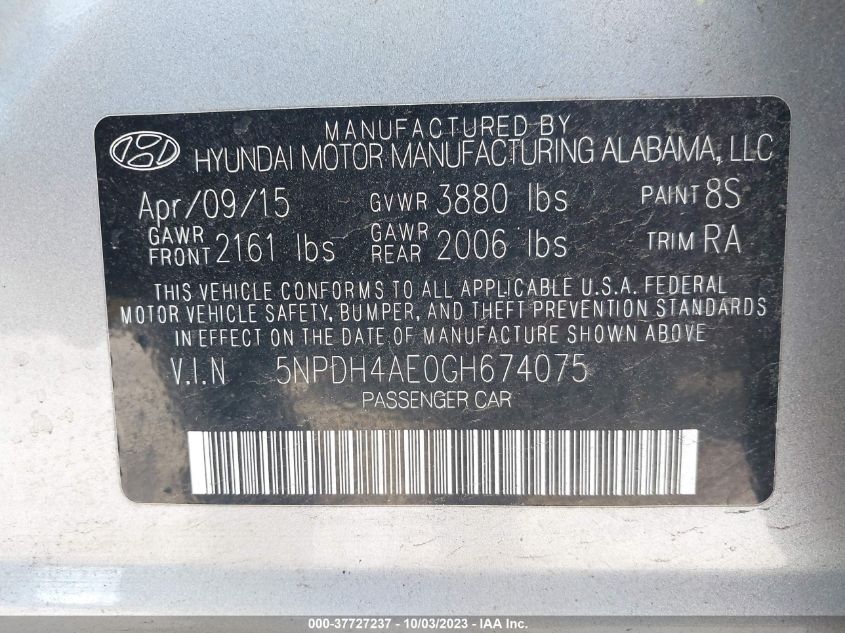 MANUFACTURED BY
HYUNDAI MOTOR MANUFACTURING ALABAMA, LLC
Apr/09/15 GVWR 3880 lbs PAINT 8S
GAWR FRONT 2161 lbs GAWR REAR 2006 lbs TRIM RA
THIS VEHICLE CONFORMS TO ALL APPLICABLE U.S.A. FEDERAL
MOTOR VEHICLE SAFETY, BUMPER, AND THEFT PREVENTION STANDARDS
IN EFFECT ON THE DATE OF MANUFACTURE SHOWN ABOVE.
V.I.N 5NPDH4AE0GH674075
PASSENGER CAR
000-37727237 - 10/03/2023 - IAA Inc.